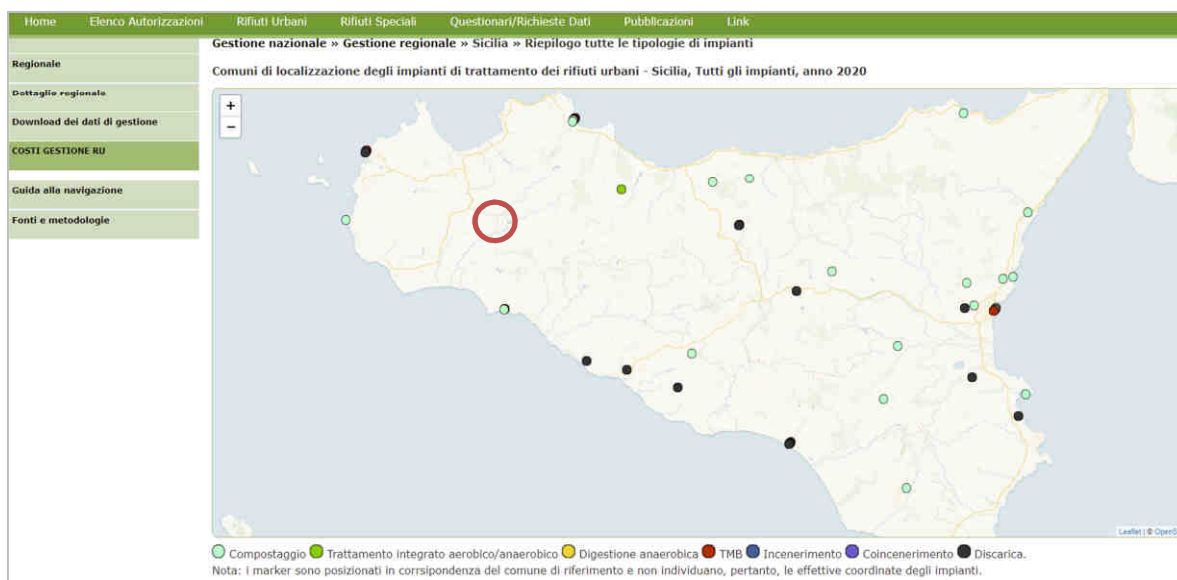 Home Elenco Autorizzazioni Rifiuti Urbani Rifiuti Speciali Questionari/Richieste Dati Pubblicazioni Link
Gestione nazionale » Gestione regionale » Sicilia » Riepilogo tutte le tipologie di impianti
Regionale
Comuni di localizzazione degli impianti di trattamento dei rifiuti urbani - Sicilia, Tutti gli impianti, anno 2020
Dettaglio regionale
Download dei dati di gestione
COSTI GESTIONE RU
Guida alla navigazione
Fonti e metodologie
+
−
Leaflet | © OpenS
Compostaggio Trattamento integrato aerobico/anaerobico Digestione anaerobica TMB Incenerimento Coincenerimento Discarica.
Nota: i marker sono posizionati in corrsipondenza del comune di riferimento e non individuano, pertanto, le effettive coordinate degli impianti.